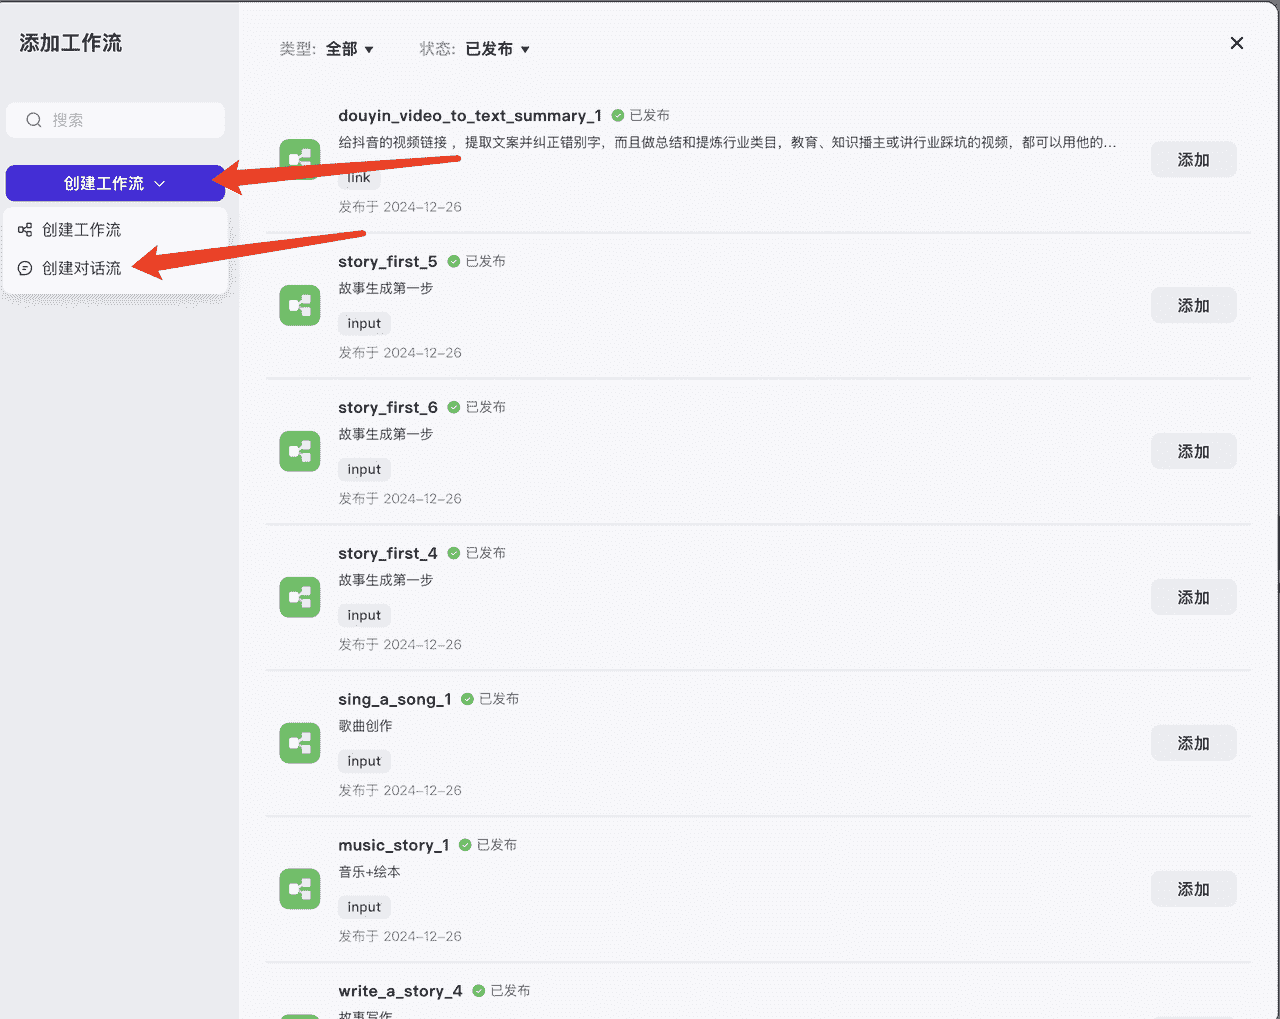 添加工作流
搜索
创建工作流
创建工作流
创建对话流
类型: 全部 状态: 已发布
douyin_video_to_text_summary_1 已发布
给抖音的视频链接，提取文案并纠正错别字，而且做总结和提炼行业类目，教育、知识播主或讲行业踩坑的视频，都可以用他的...
link
发布于 2024-12-26
添加
story_first_5 已发布
故事生成第一步
input
发布于 2024-12-26
添加
story_first_6 已发布
故事生成第一步
input
发布于 2024-12-26
添加
story_first_4 已发布
故事生成第一步
input
发布于 2024-12-26
添加
sing_a_song_1 已发布
歌曲创作
input
发布于 2024-12-26
添加
music_story_1 已发布
音乐+绘本
input
发布于 2024-12-26
添加
write_a_story_4 已发布
故事写作